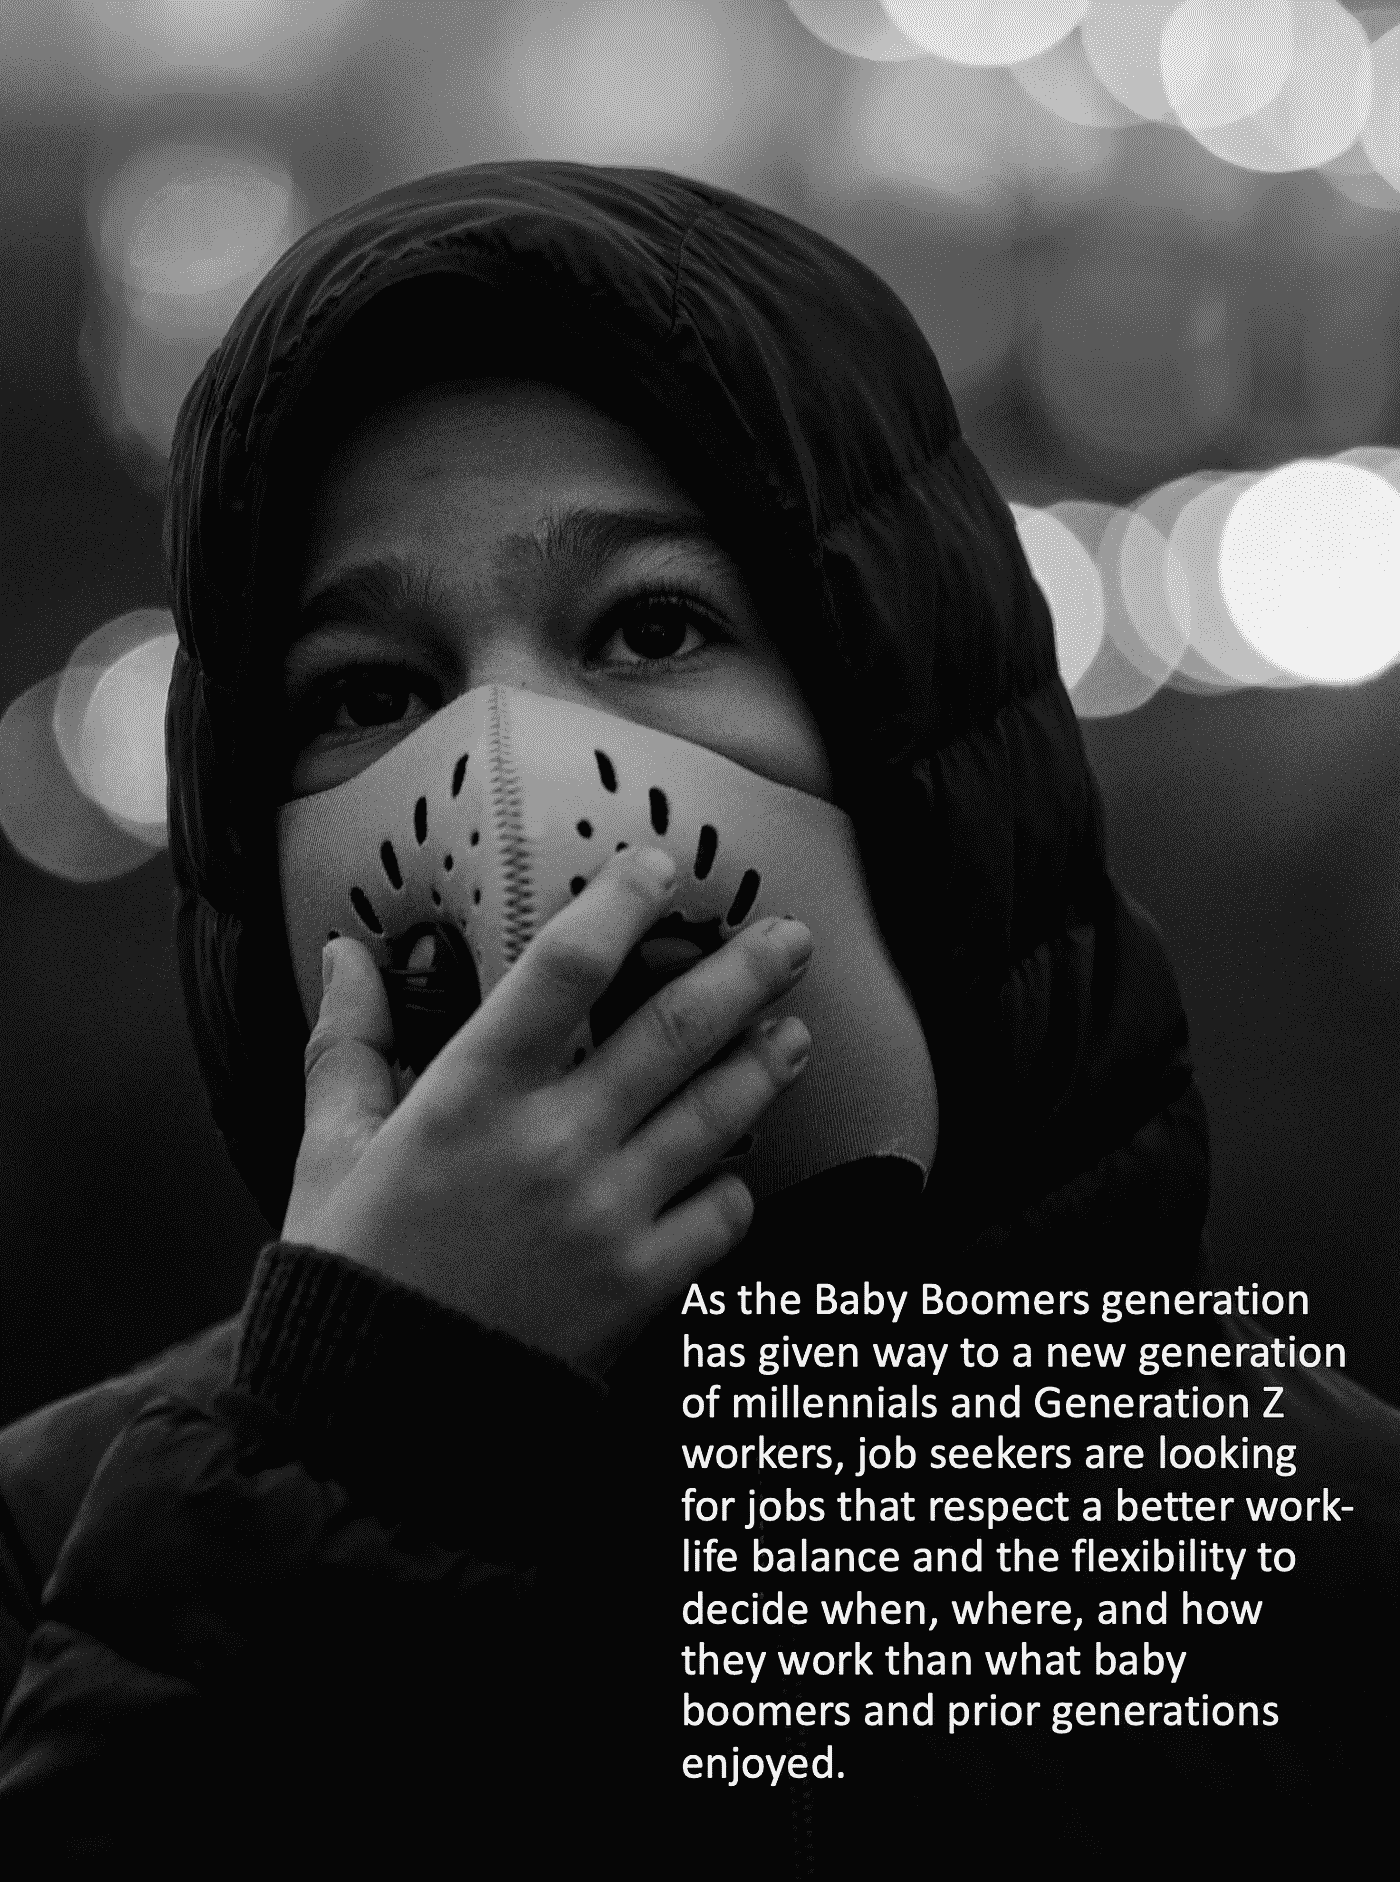 As the Baby Boomers generation
has given way to a new generation
of millennials and Generation Z
workers, job seekers are looking
for jobs that respect a better work-
life balance and the flexibility to
decide when, where, and how
they work than what baby
boomers and prior generations
enjoyed.